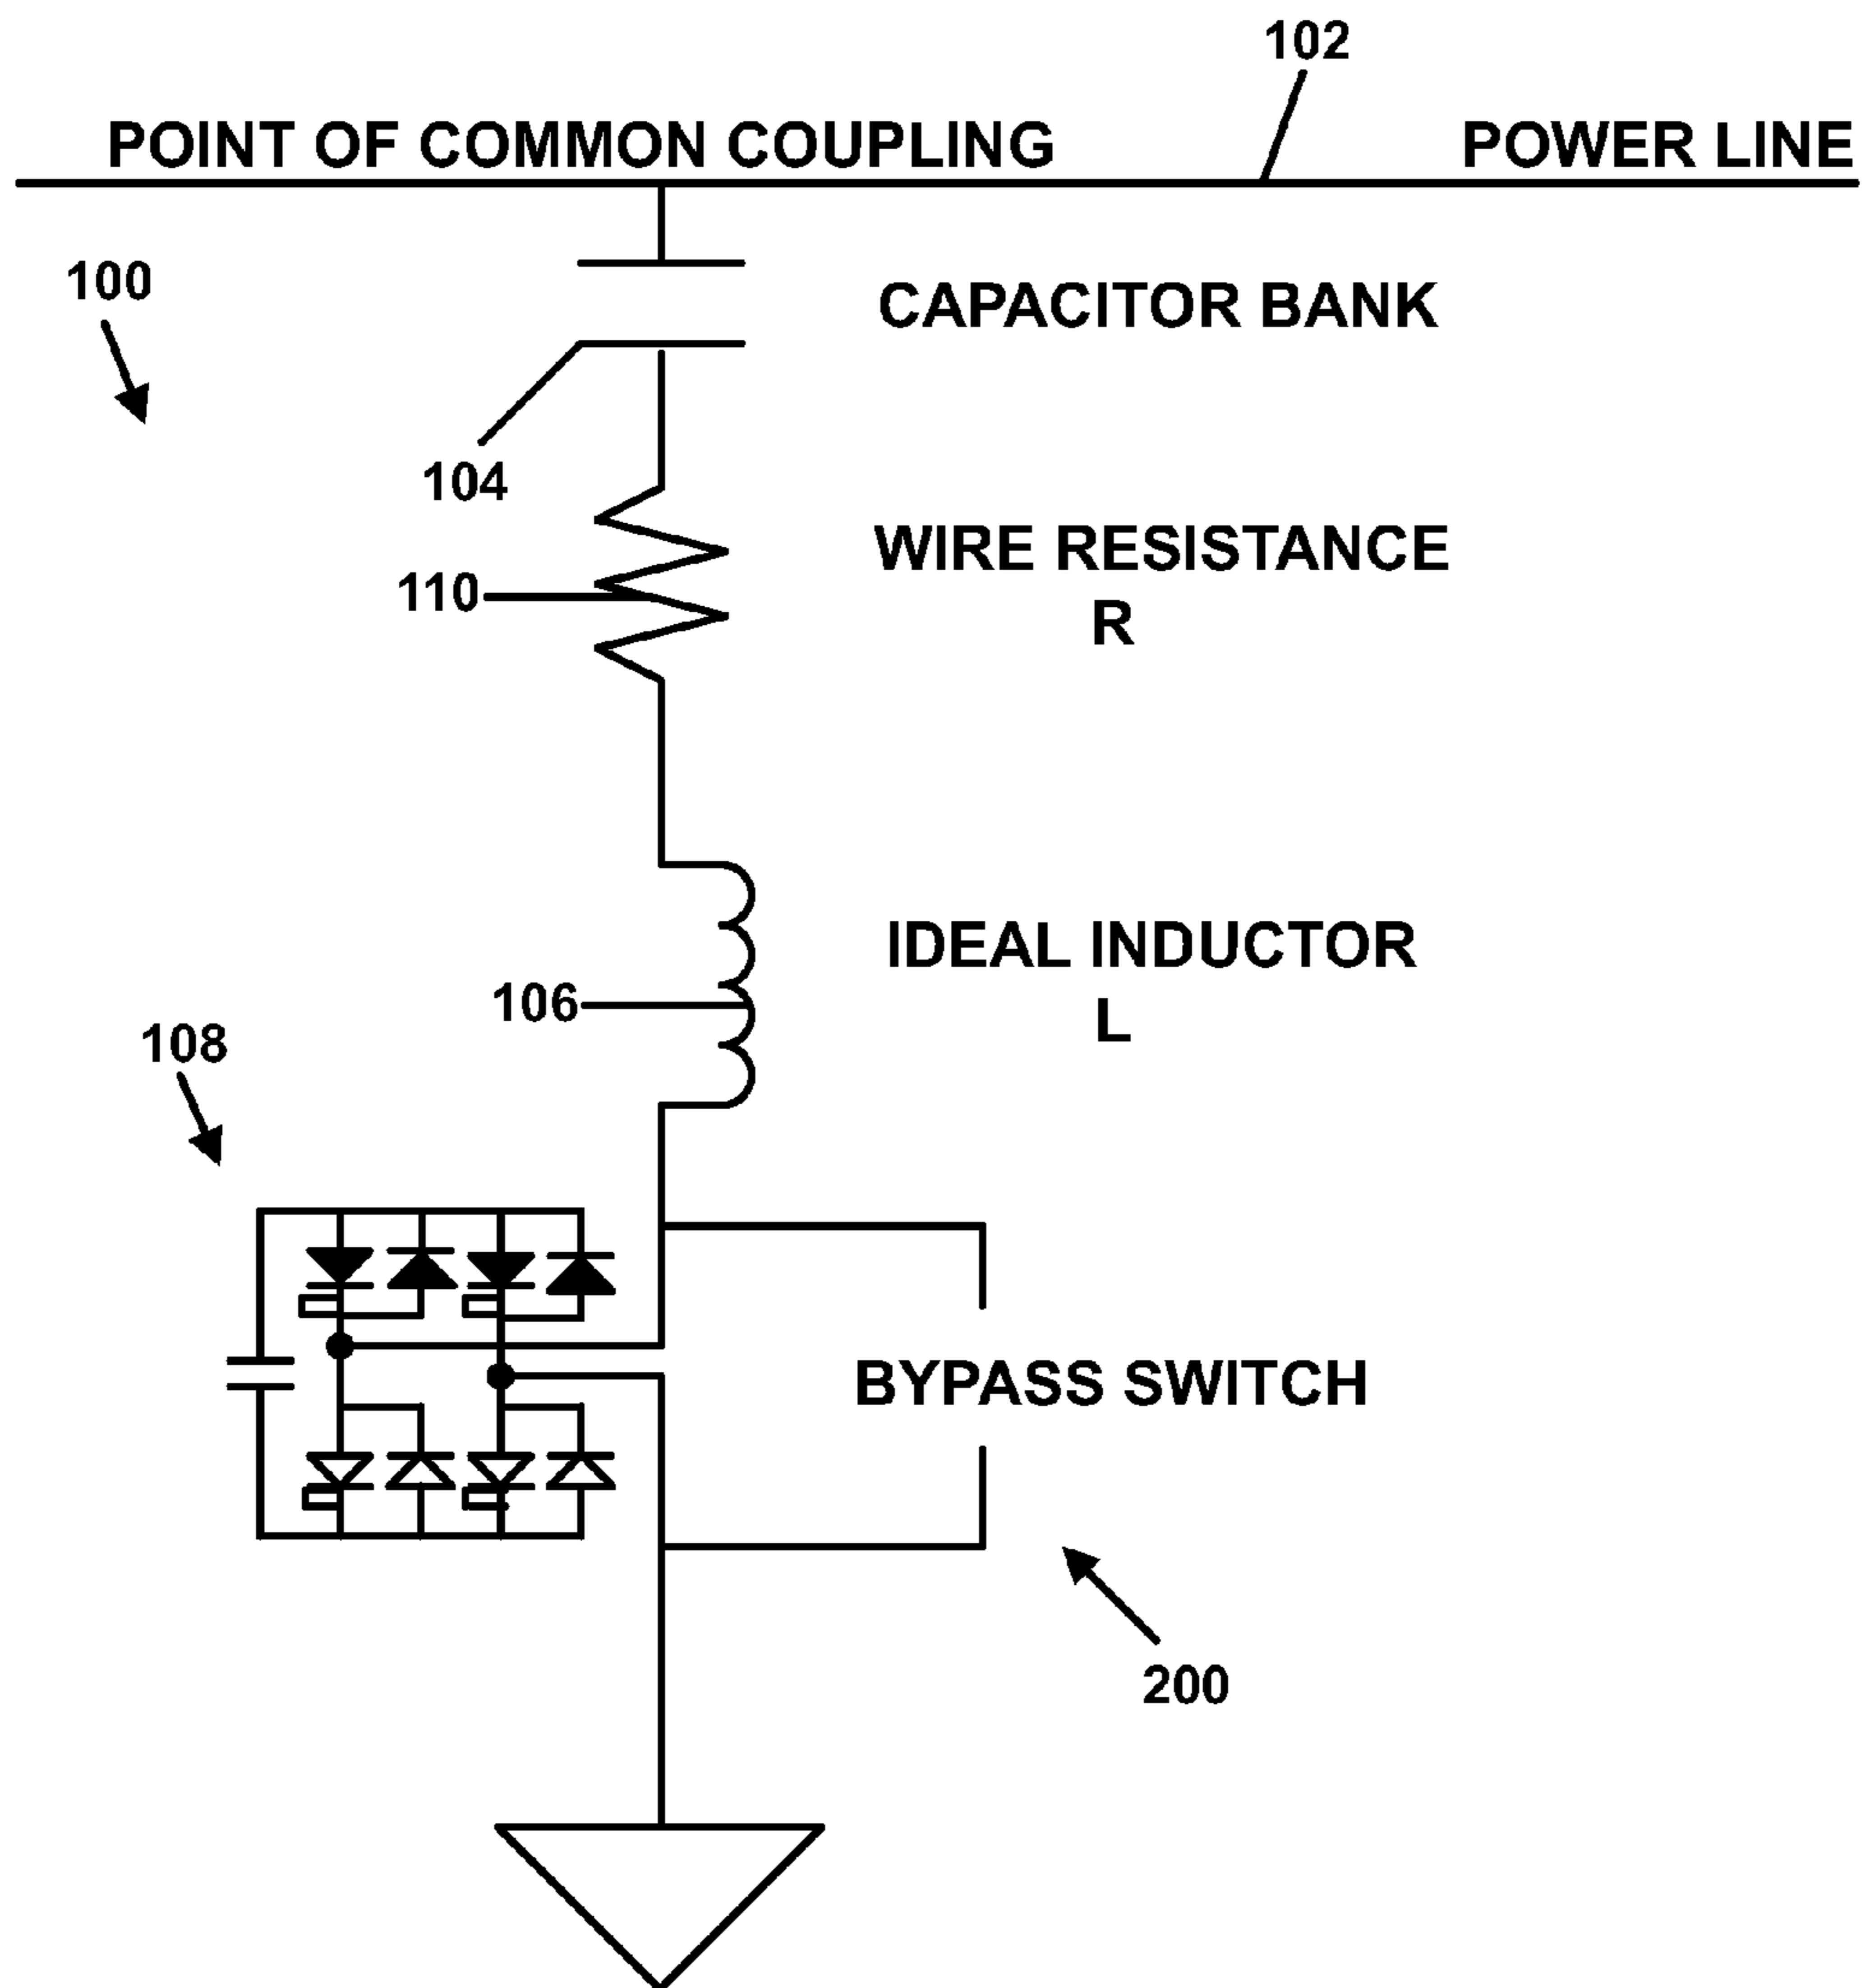 102
POINT OF COMMON COUPLING POWER LINE
100
CAPACITOR BANK
104
WIRE RESISTANCE
110
R
IDEAL INDUCTOR
106
L
108
BYPASS SWITCH
200